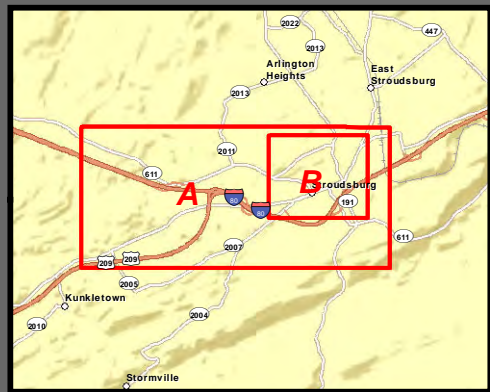 2022
447
2013
Arlington
Heights
East
Stroudsburg
2013
2011
611
A
B
80
Stroudsburg
80
191
611
2007
209
209
2005
Kunkletown
2010
2004
Stormville